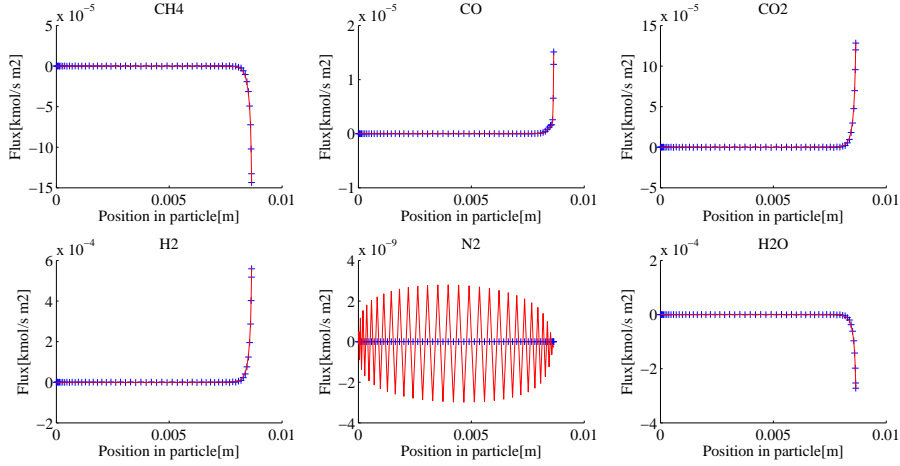 CH4
x 10^-5
5
0
−5
−10
−15
Flux[kmol/s m2]
0
0.005
0.01
Position in particle[m]
CO
x 10^-5
2
1
0
−1
Flux[kmol/s m2]
0
0.005
0.01
Position in particle[m]
CO2
x 10^-5
15
10
5
0
−5
Flux[kmol/s m2]
0
0.005
0.01
Position in particle[m]
H2
x 10^-4
6
4
2
0
−2
Flux[kmol/s m2]
0
0.005
0.01
Position in particle[m]
N2
x 10^-9
4
2
0
−2
−4
Flux[kmol/s m2]
0
0.005
0.01
Position in particle[m]
H2O
x 10^-4
2
0
−2
−4
Flux[kmol/s m2]
0
0.005
0.01
Position in particle[m]